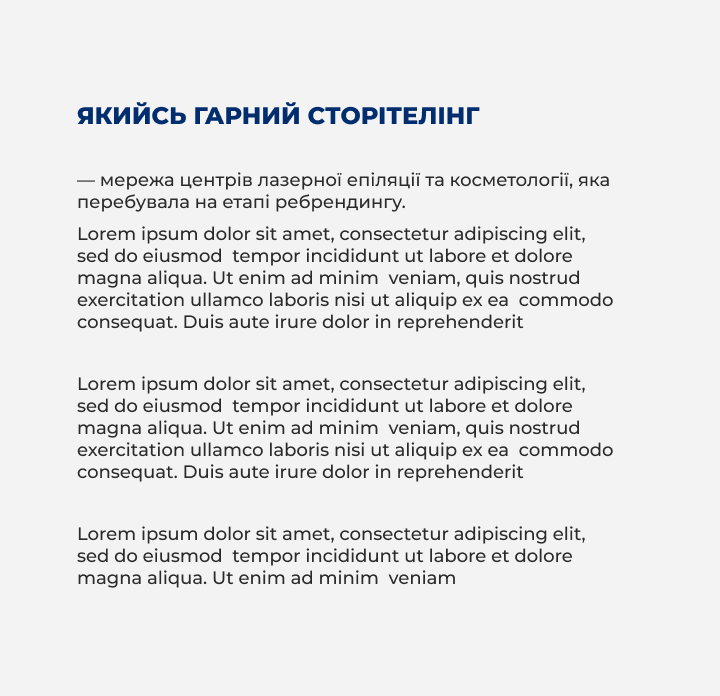 ЯКИЙСЬ ГАРНИЙ СТОРІТЕЛІНГ
— мережа центрів лазерної епіляції та косметології, яка
перебувала на етапі ребрендингу.
Lorem ipsum dolor sit amet, consectetur adipiscing elit,
sed do eiusmod  tempor incididunt ut labore et dolore
magna aliqua. Ut enim ad minim  veniam, quis nostrud
exercitation ullamco laboris nisi ut aliquip ex ea  commodo
consequat. Duis aute irure dolor in reprehenderit
Lorem ipsum dolor sit amet, consectetur adipiscing elit,
sed do eiusmod  tempor incididunt ut labore et dolore
magna aliqua. Ut enim ad minim  veniam, quis nostrud
exercitation ullamco laboris nisi ut aliquip ex ea  commodo
consequat. Duis aute irure dolor in reprehenderit
Lorem ipsum dolor sit amet, consectetur adipiscing elit,
sed do eiusmod  tempor incididunt ut labore et dolore
magna aliqua. Ut enim ad minim  veniam